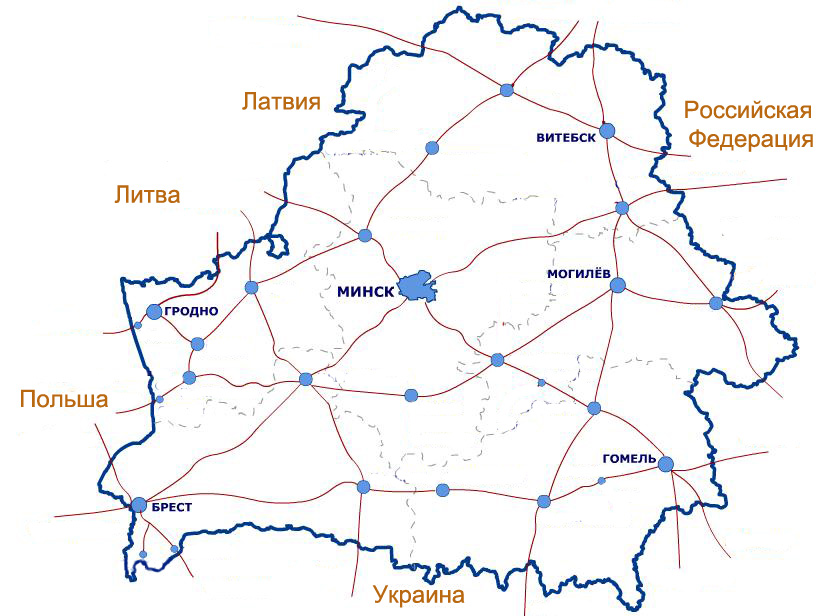 Латвия
Российская
Федерация
ВИТЕБСК
Литва
МОГИЛЁВ
МИНСК
ГРОДНО
Польша
ГОМЕЛЬ
БРЕСТ
Украина